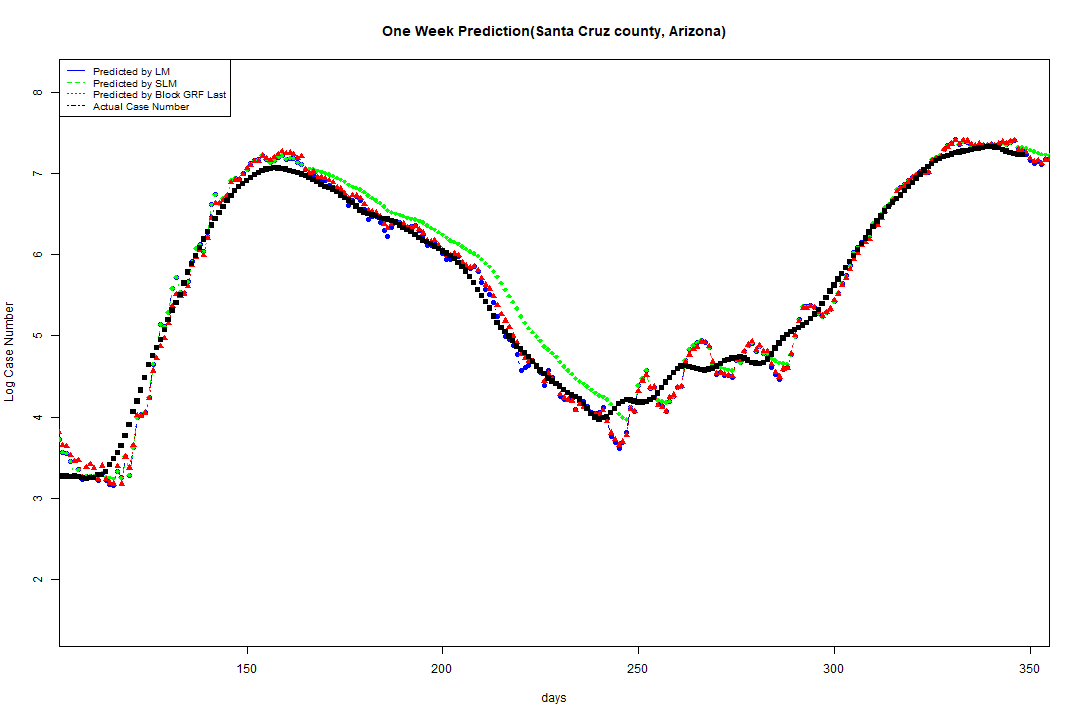 One Week Prediction(Santa Cruz county, Arizona)
Predicted by LM
Predicted by SLM
Predicted by Block GRF Last
Actual Case Number
8
7
6
5
4
3
2
Log Case Number
150 200 250 300 350
days